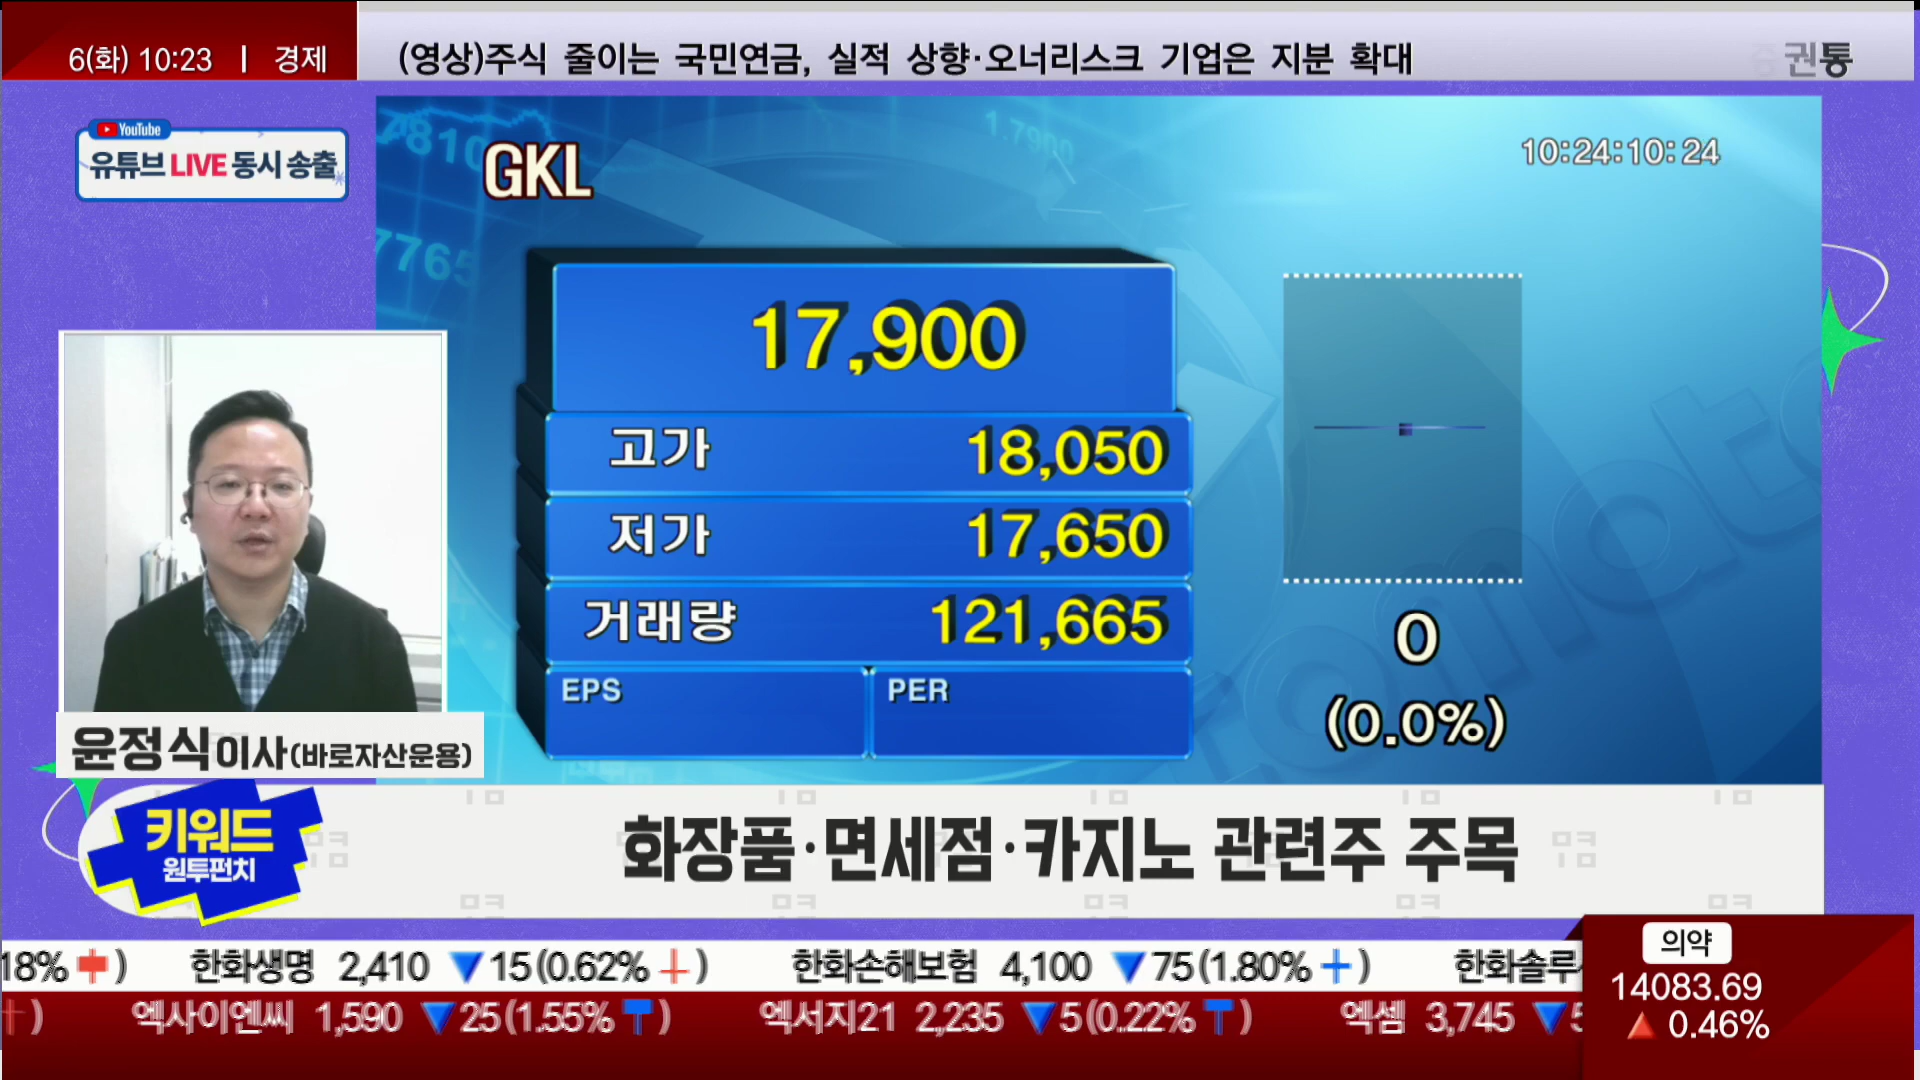 6(화) 10:23 | 경제
(영상)주식 줄이는 국민연금, 실적 상향·오너리스크 기업은 지분 확대
증권통
YouTube
유튜브 LIVE 동시 송출
GKL
10:24:10:24
17,900
고가 18,050
저가 17,650
거래량 121,665
EPS PER
0
(0.0%)
윤정식이사(바로자산운용)
키워드
원투펀치
화장품·면세점·카지노 관련주 주목
18% ) 한화생명 2,410 ▼15(0.62% ) 한화손해보험 4,100 ▼75(1.80% ) 한화솔루
) 엑사이엔씨 1,590 ▼25(1.55% ) 엑서지21 2,235 ▼5(0.22% ) 엑셈 3,745 ▼5
의약
14083.69
▲ 0.46%